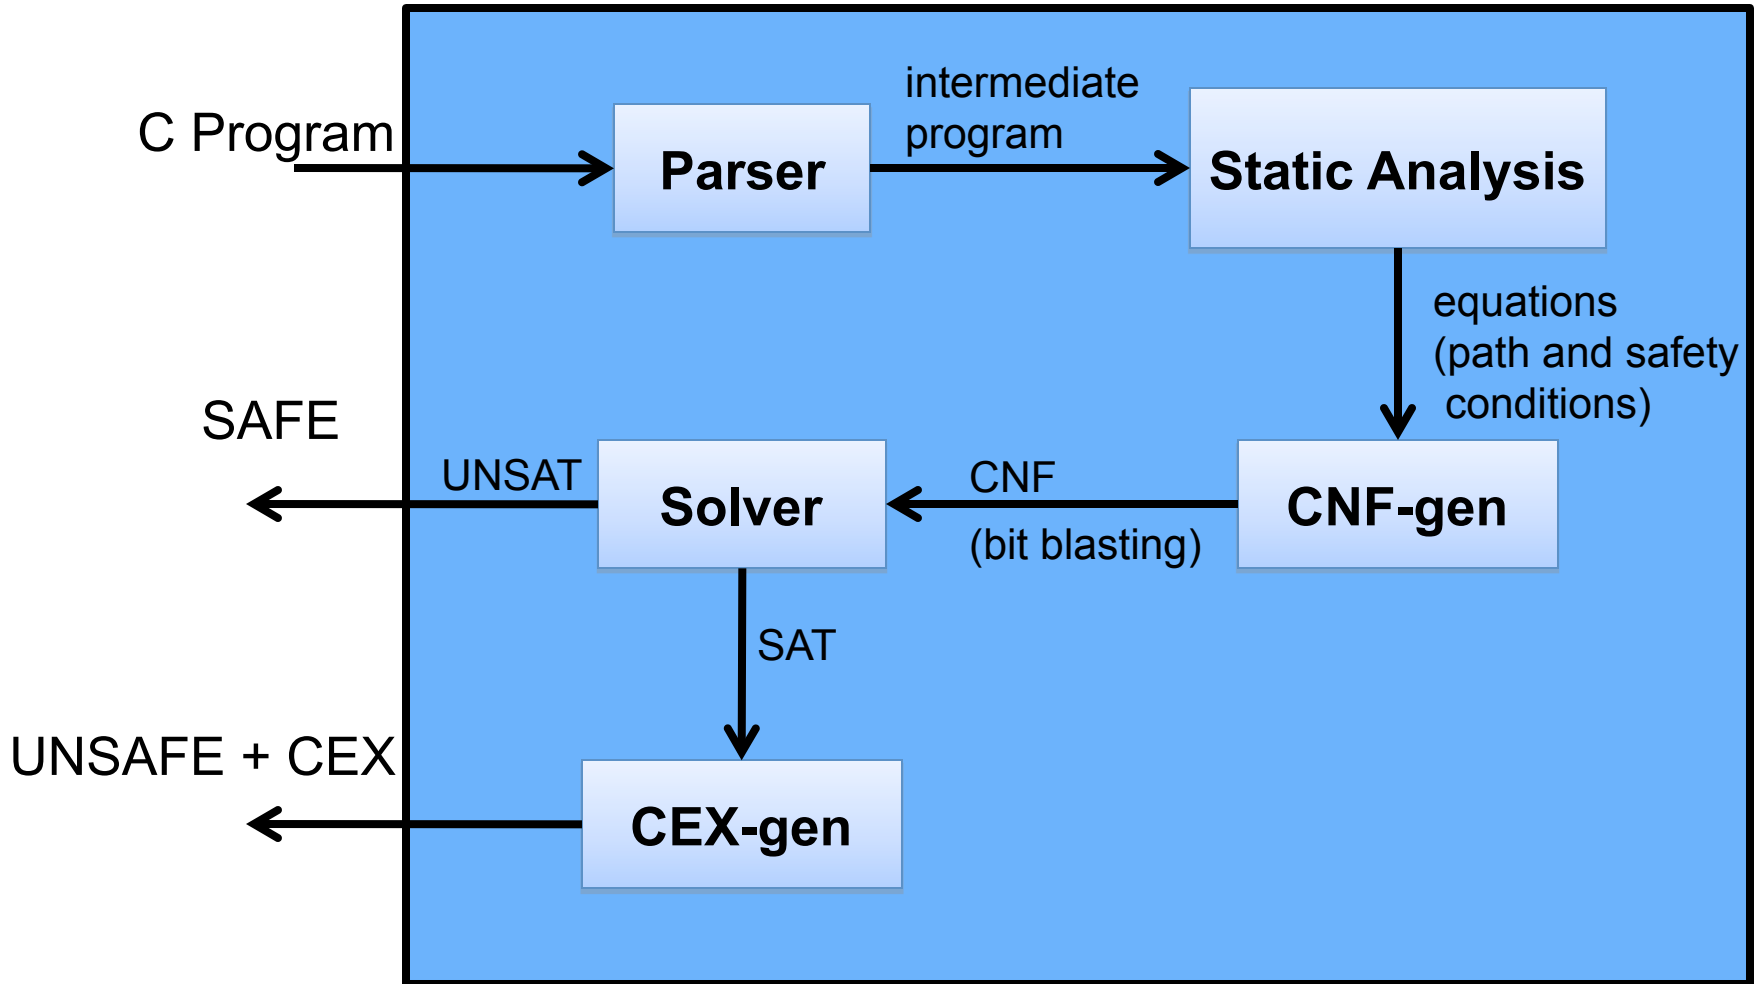 C Program
Parser
intermediate
program
Static Analysis
equations
(path and safety
conditions)
SAFE
UNSAT
Solver
CNF
(bit blasting)
CNF-gen
SAT
UNSAFE + CEX
CEX-gen